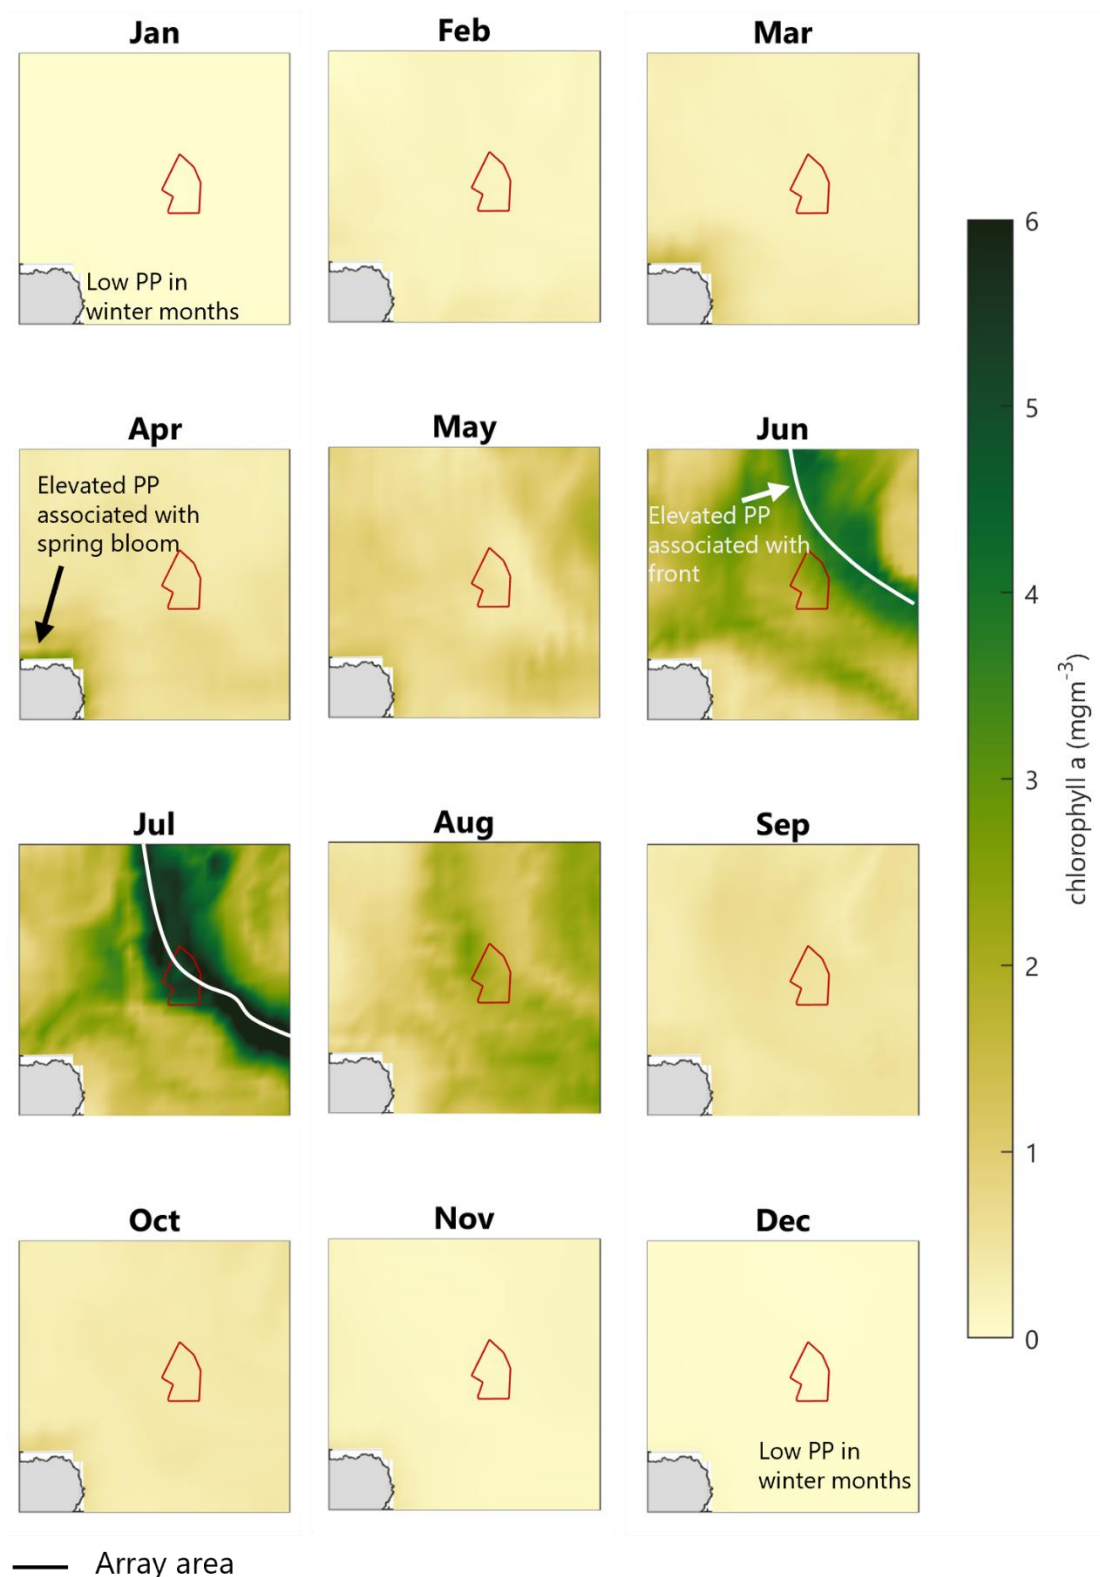 Jan
Feb
Mar
Low PP in
winter months
Apr
May
Jun
Elevated PP
associated with
spring bloom
Elevated PP
associated with
front
Jul
Aug
Sep
Oct
Nov
Dec
Low PP in
winter months
6
5
4
3
2
1
0
chlorophyll a (mgm⁻³)
Array area